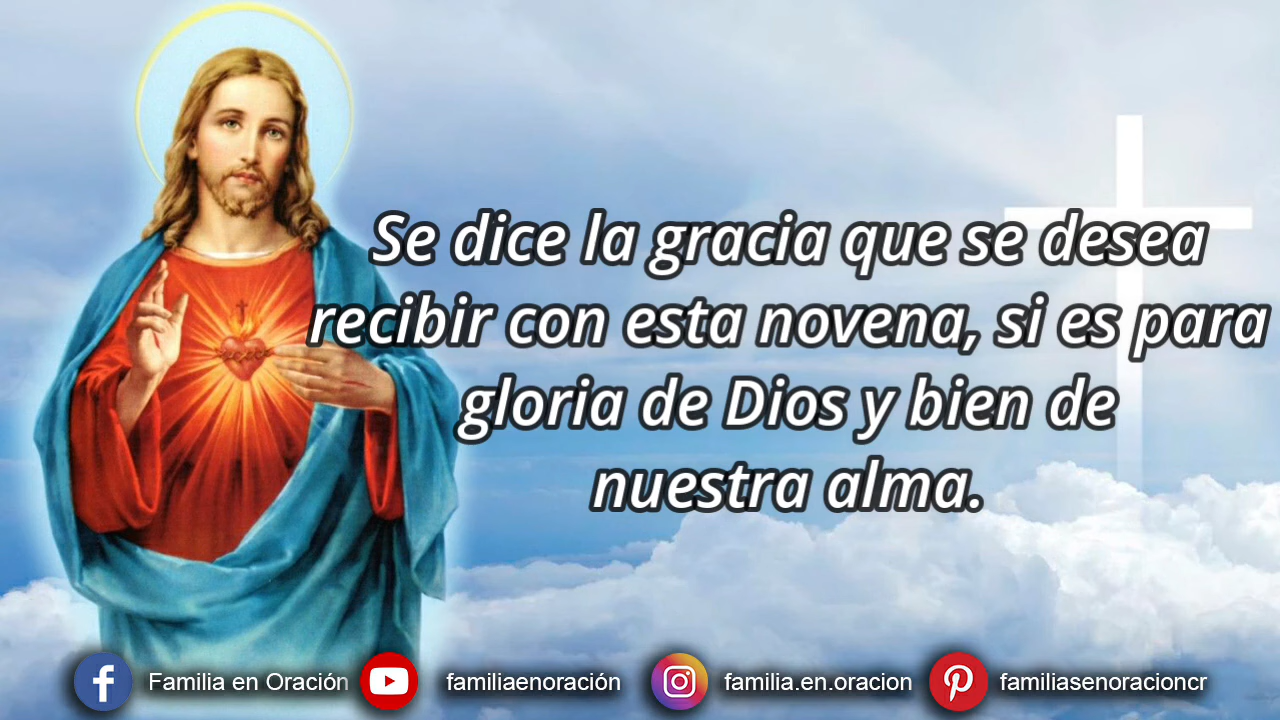 Se dice la gracia que se desea
recibir con esta novena, si es para
gloria de Dios y bien de
nuestra alma.
Familia en Oración
familiaenoración
familia.en.oracion
familiasenoracioncr